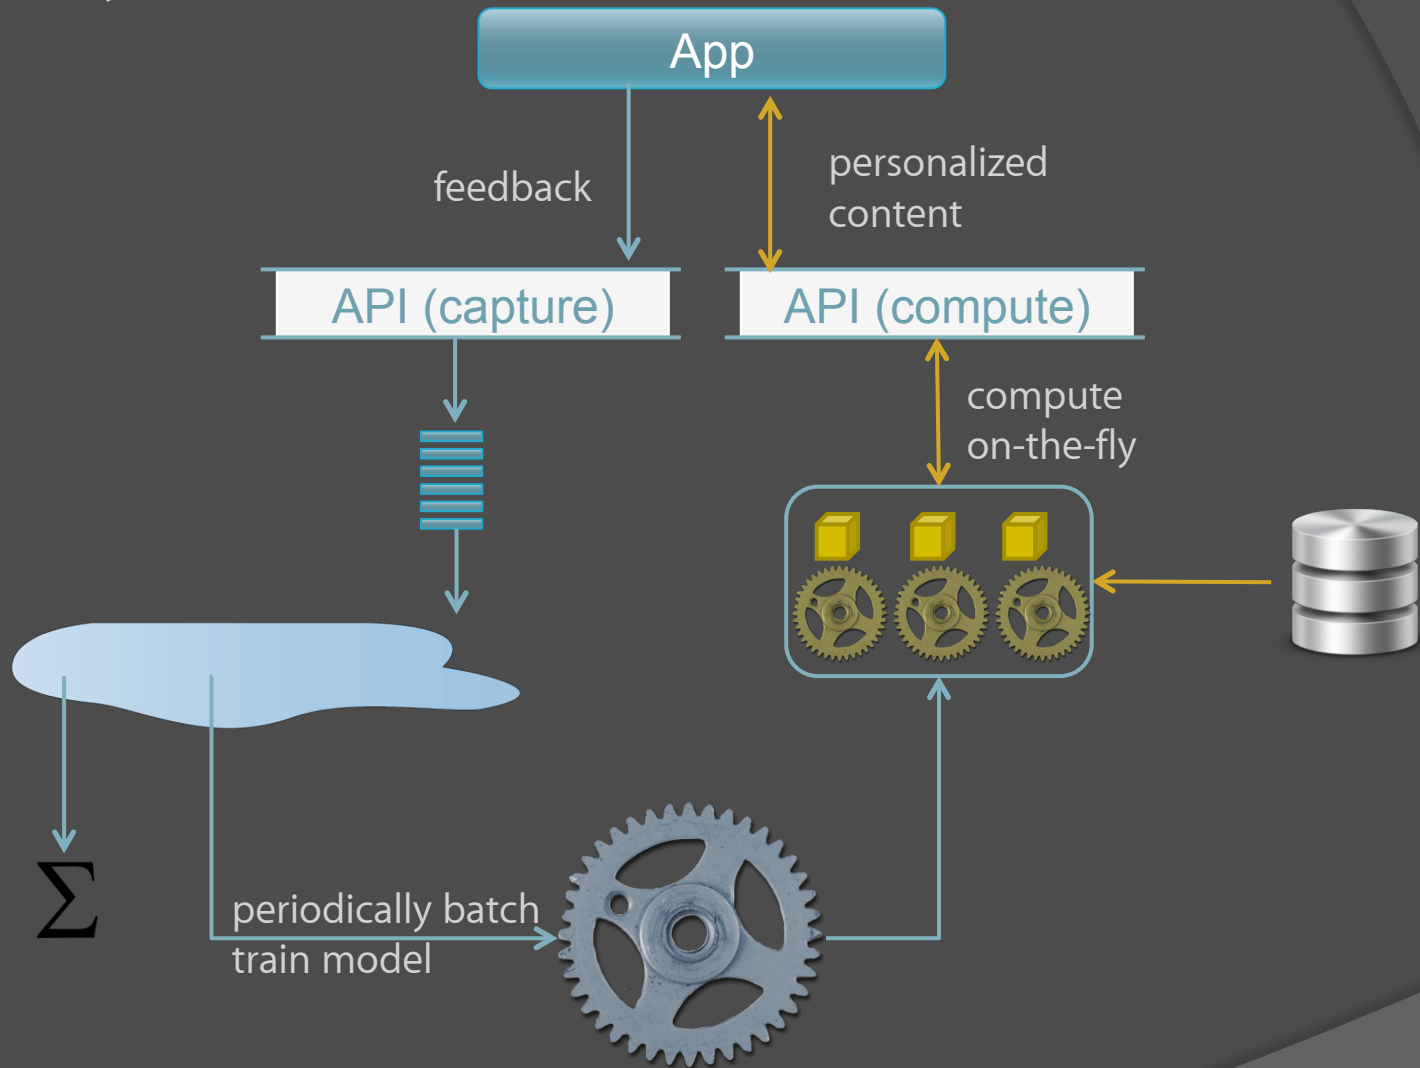 App
feedback
personalized
content
API (capture)
API (compute)
compute
on-the-fly
Σ
periodically batch
train model